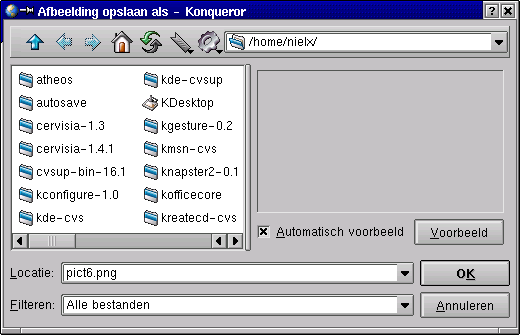 Afbeelding opslaan als - Konqueror
/home/nielx/
atheos
autosave
cervisia-1.3
cervisia-1.4.1
cvsup-bin-16.1
kconfigure-1.0
kde-cvs
kde-cvsup
KDesktop
kgesture-0.2
kmsn-cvs
knapster2-0.1
kofficecore
kreatecd-cvs
Automatisch voorbeeld
Voorbeeld
Locatie: pict6.png
OK
Filteren: Alle bestanden
Annuleren